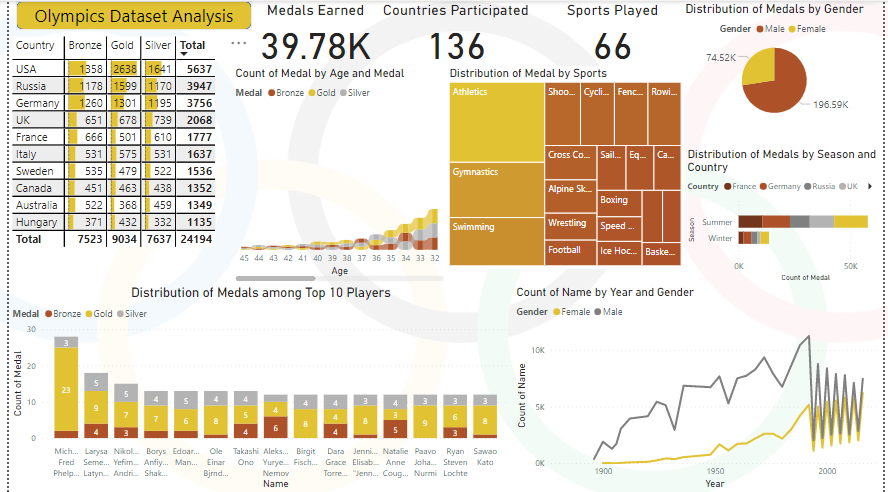 Olympics Dataset Analysis
Medals Earned
39.78K
Countries Participated
136
Sports Played
66
Country Bronze Gold Silver Total
USA 1358 2638 1641 5637
Russia 1178 1599 1170 3947
Germany 1260 1301 1195 3756
UK 651 678 739 2068
France 666 501 610 1777
Italy 531 575 531 1637
Sweden 535 479 522 1536
Canada 451 463 438 1352
Australia 522 368 459 1349
Hungary 371 432 332 1135
Total 7523 9034 7637 24194
Count of Medal by Age and Medal
Medal Bronze Gold Silver
45 44 43 42 41 40 39 38 37 36 35 34 33 32
Age
Distribution of Medal by Sports
Athletics
Gymnastics
Swimming
Shoo... Cycli... Fenc... Rowi...
Cross Co... Sail... Eq... Ca...
Alpine Sk...
Boxing
Wrestling
Speed ...
Football
Ice Hoc... Baske...
Distribution of Medals by Gender
Gender Male Female
74.52K
196.59K
Distribution of Medals by Season and
Country
Country France Germany Russia UK
Season
Summer
Winter
0K 50K
Count of Medal
Distribution of Medals among Top 10 Players
Medal Bronze Gold Silver
Count of Medal
30
20
10
0
3 23
5 9 4
5 7 3
4 7
4 6
4 8
4 5 4
4 6
4 8
4 4 4
3 8
4 3 5
3 9
3 6 3
3 8
Mich... Fred Phelp...
Larysa Seme... Latyn...
Nikol... Yefim... Andri...
Borys Anfiy... Shak...
Edoar... Man...
Ole Einar Bjrnd...
Takashi Ono
Aleks... Yurye... Nemov
Birgit Fisch...
Dara Grace Torre...
Jenni... Elisab... "Jenn...
Natalie Anne Coug...
Paavo Joha... Nurmi
Ryan Steven Lochte
Sawao Kato
Name
Count of Name by Year and Gender
Gender Female Male
Count of Name
10K
5K
0K
1900 1950 2000
Year